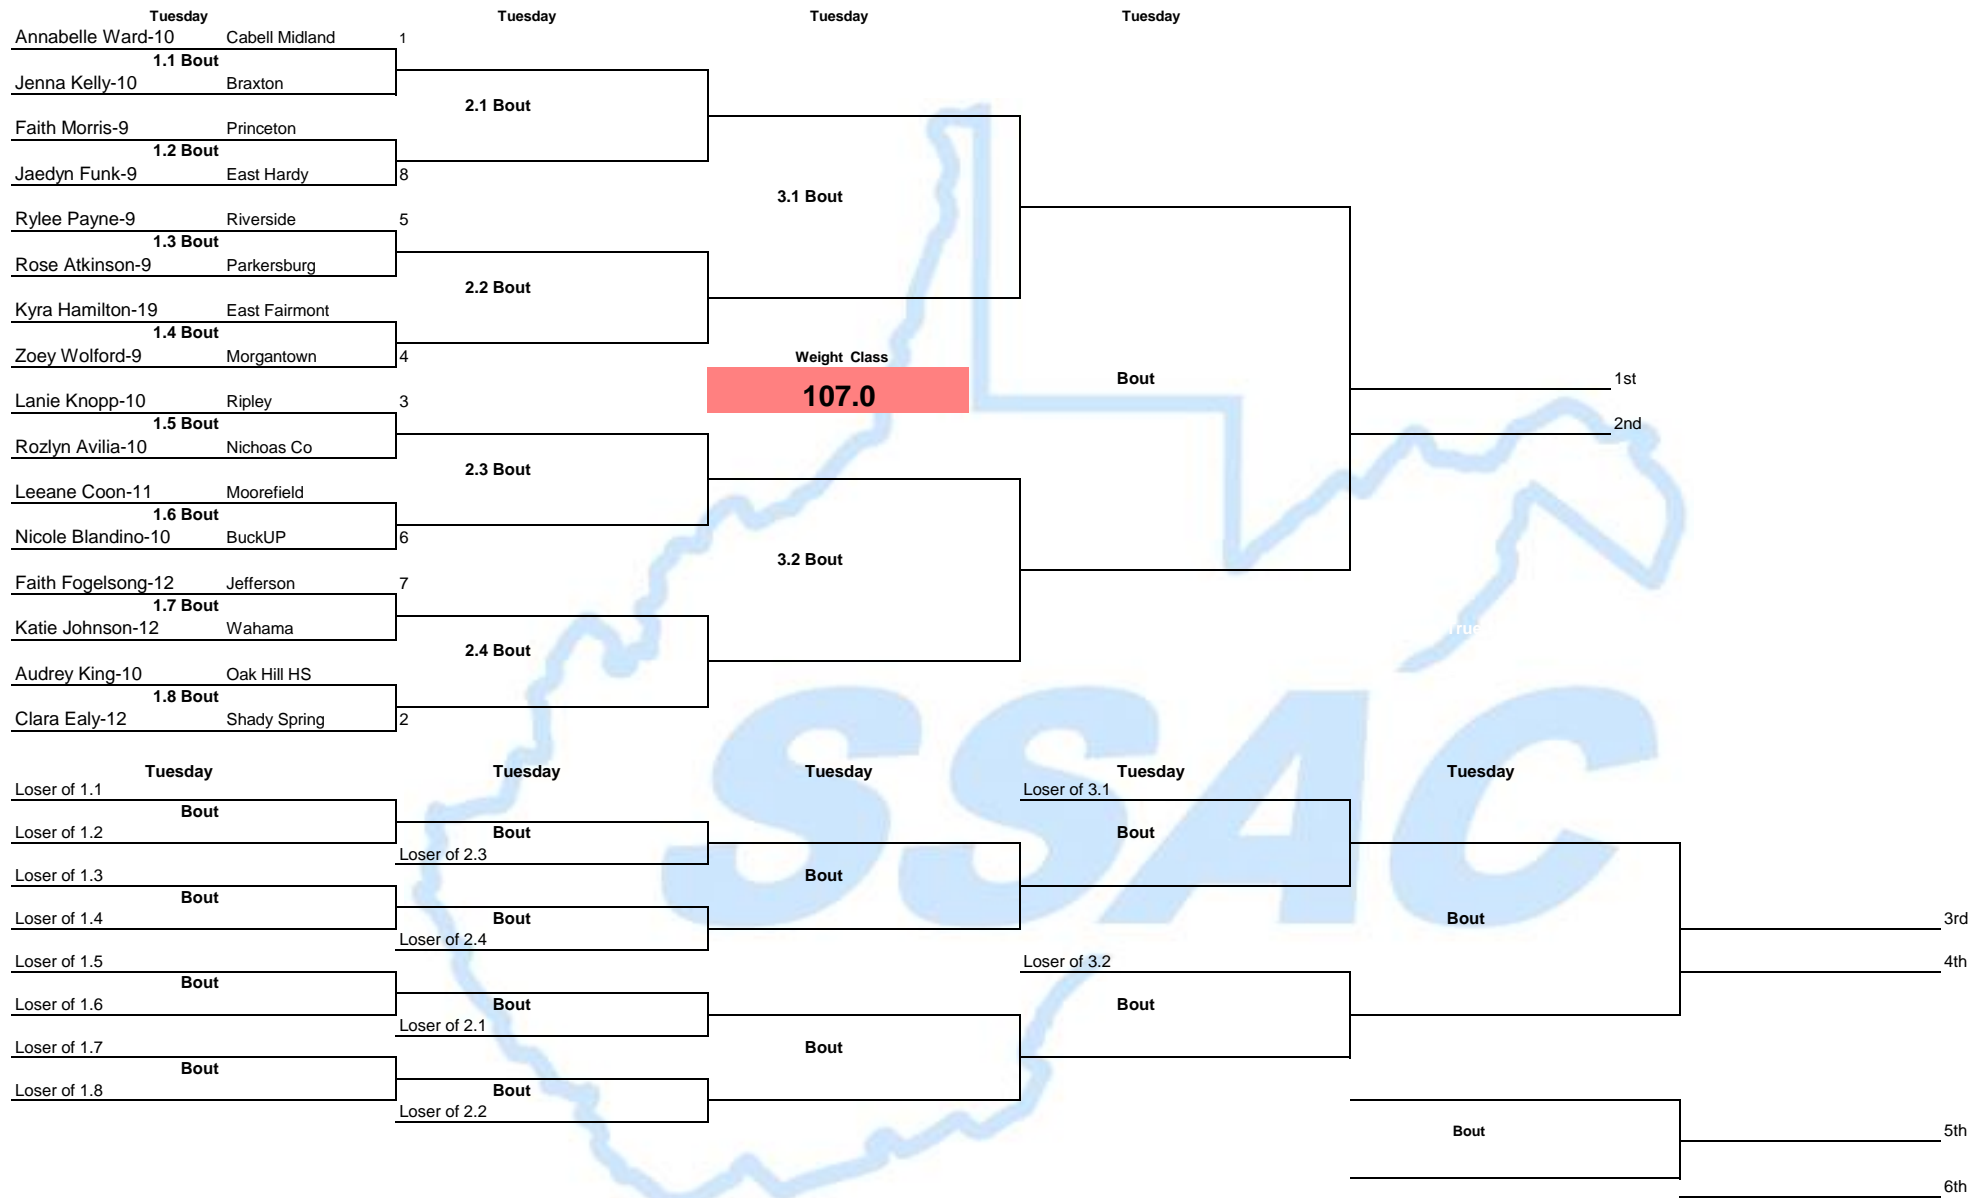 Tuesday Tuesday Tuesday Tuesday
Annabelle Ward-10 Cabell Midland 1
1.1 Bout
Jenna Kelly-10 Braxton
2.1 Bout
Faith Morris-9 Princeton
1.2 Bout
Jaedyn Funk-9 East Hardy 8
3.1 Bout
Rylee Payne-9 Riverside 5
1.3 Bout
Rose Atkinson-9 Parkersburg
2.2 Bout
Kyra Hamilton-19 East Fairmont
1.4 Bout
Zoey Wolford-9 Morgantown 4
Weight Class
107.0
Bout
1st
Lanie Knopp-10 Ripley 3
1.5 Bout
2nd
Rozlyn Avilia-10 Nichoas Co
2.3 Bout
Leeane Coon-11 Moorefield
1.6 Bout
Nicole Blandino-10 BuckUP 6
3.2 Bout
Faith Fogelsong-12 Jefferson 7
1.7 Bout
Katie Johnson-12 Wahama
True
2.4 Bout
Audrey King-10 Oak Hill HS
1.8 Bout
Clara Ealy-12 Shady Spring 2
SSAC
Tuesday Tuesday Tuesday Tuesday Tuesday
Loser of 1.1 Loser of 3.1
Bout
Loser of 1.2 Bout Bout
Loser of 2.3
Loser of 1.3 Bout
Bout
Loser of 1.4 Bout Bout 3rd
Loser of 2.4
Loser of 1.5 Loser of 3.2 4th
Bout
Loser of 1.6 Bout Bout
Loser of 2.1
Loser of 1.7 Bout
Bout
Loser of 1.8 Bout
Loser of 2.2
Bout 5th
6th